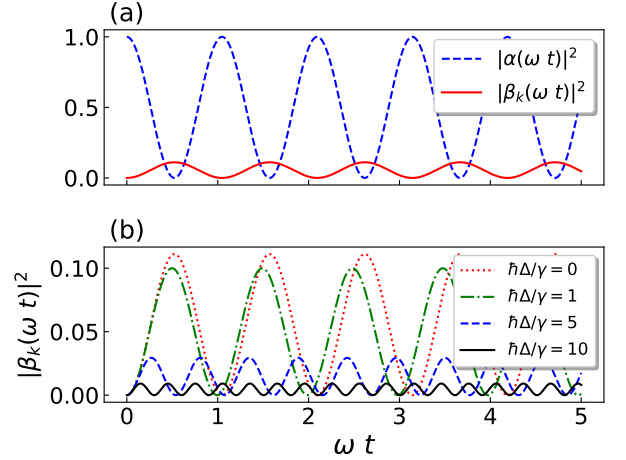 (a)
1.0
0.5
0.0
|α(ω t)|²
|βₖ(ω t)|²
(b)
|βₖ(ω t)|²
0.10
0.05
0.00
ℏΔ/γ = 0
ℏΔ/γ = 1
ℏΔ/γ = 5
ℏΔ/γ = 10
0 1 2 3 4 5
ω t